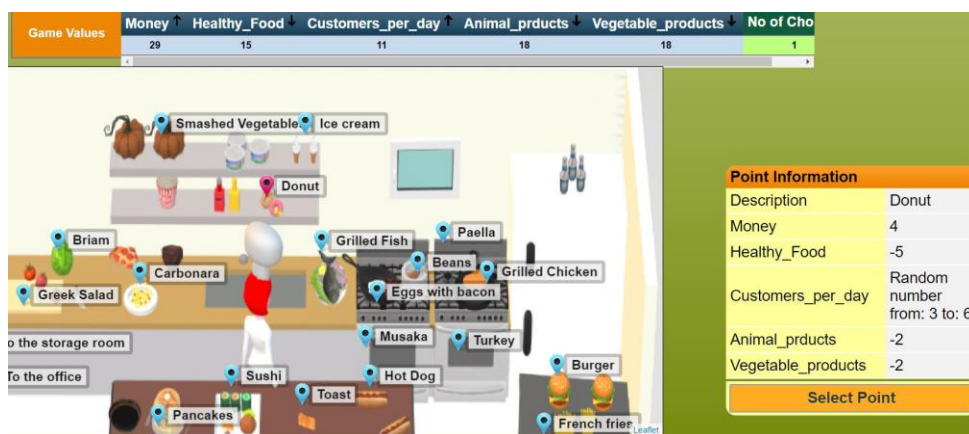 Game Values
Money Healthy_Food Customers_per_day Animal_prducts Vegetable_products No of Cho
29 15 11 18 18 1
Smashed Vegetable Ice cream
Donut
Briam
Grilled Fish
Paella
Beans
Carbonara
Grilled Chicken
Greek Salad
Eggs with bacon
o the storage room
Musaka
Turkey
To the office
Sushi
Hot Dog
Burger
Toast
Pancakes
French fries
Leaflet
Point Information
Description Donut
Money 4
Healthy_Food -5
Customers_per_day Random number from: 3 to: 6
Animal_prducts -2
Vegetable_products -2
Select Point